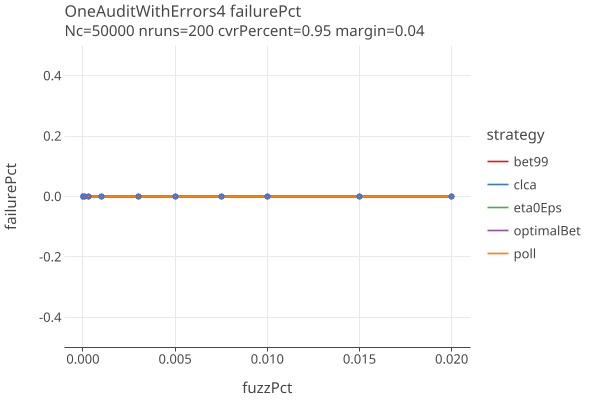 OneAuditWithErrors4 failurePct
Nc=50000 nruns=200 cvrPercent=0.95 margin=0.04
0.4
0.2
0.0
-0.2
-0.4
failurePct
0.000 0.005 0.010 0.015 0.020
fuzzPct
strategy
bet99
clca
eta0Eps
optimalBet
poll